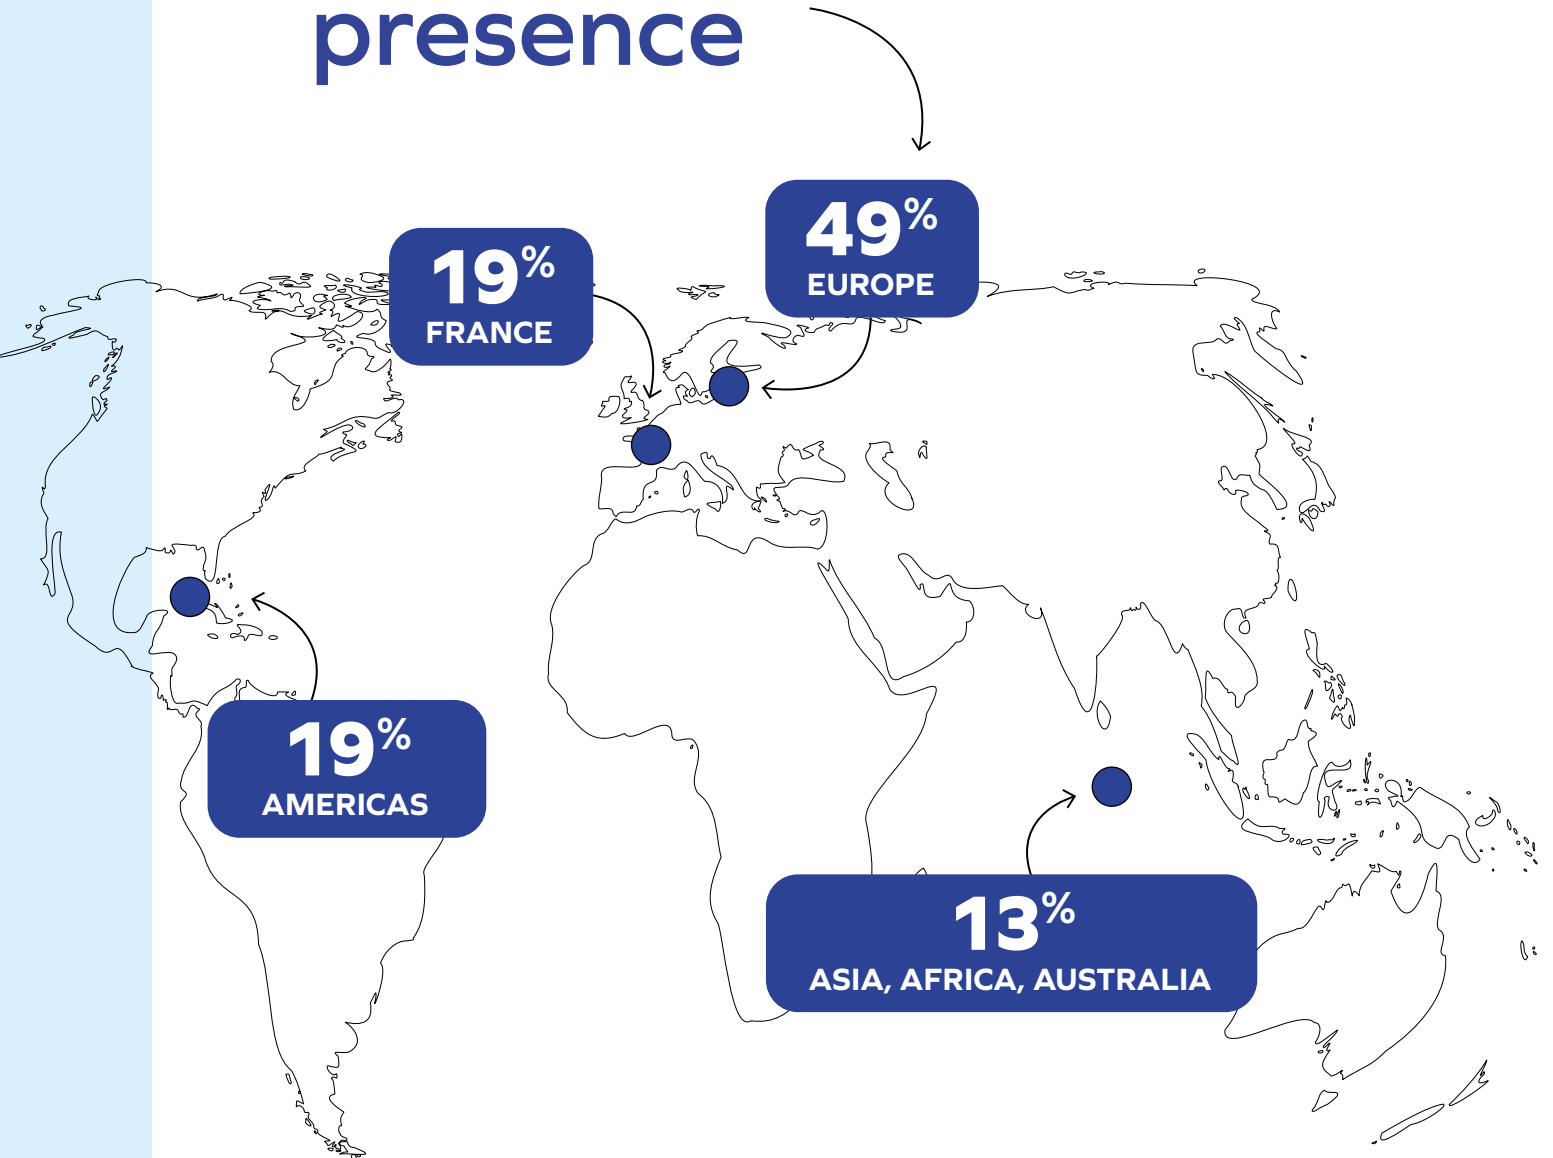 presence
49%
EUROPE
19%
FRANCE
19%
AMERICAS
13%
ASIA, AFRICA, AUSTRALIA